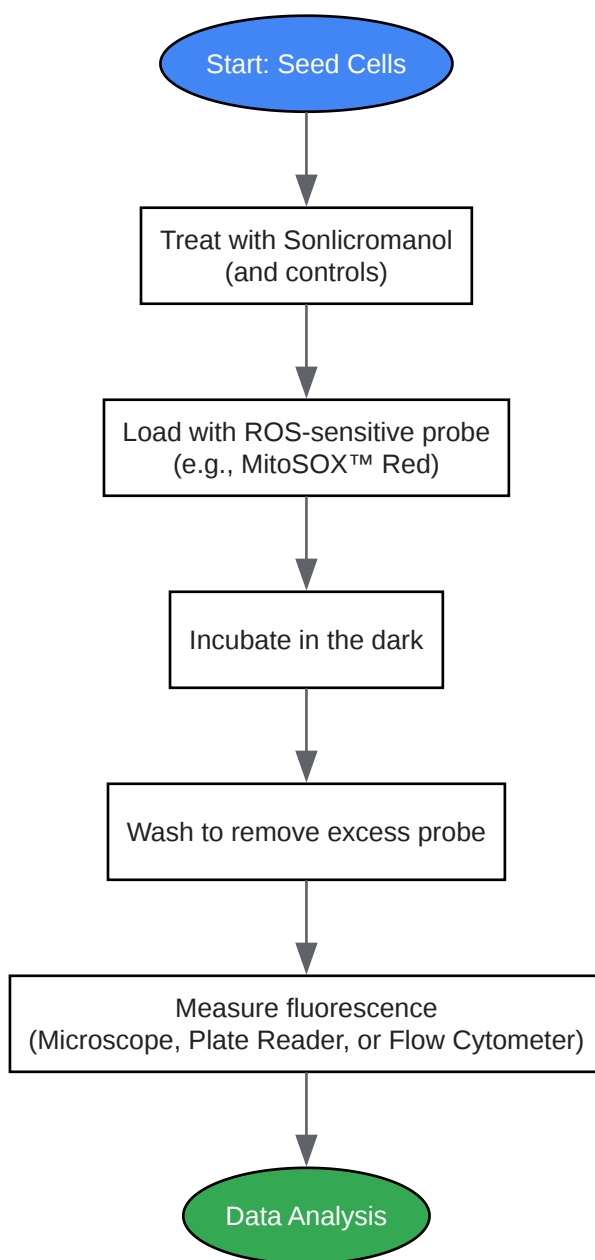 Start: Seed Cells
Treat with Sonlicromanol
(and controls)
Load with ROS-sensitive probe
(e.g., MitoSOX™ Red)
Incubate in the dark
Wash to remove excess probe
Measure fluorescence
(Microscope, Plate Reader, or Flow Cytometer)
Data Analysis